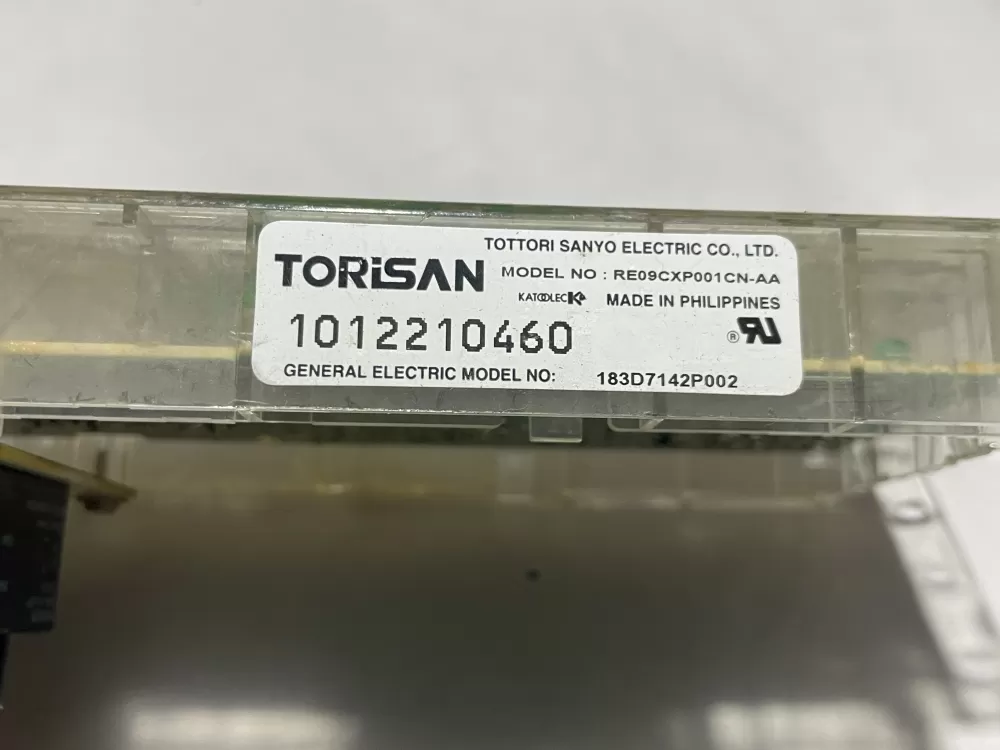 TOTTORI SANYO ELECTRIC CO., LTD.
TORiSAN MODEL NO : RE09CXP001CN-AA
KATOOLEC K MADE IN PHILIPPINES
1012210460 ® RU
GENERAL ELECTRIC MODEL NO: 183D7142P002